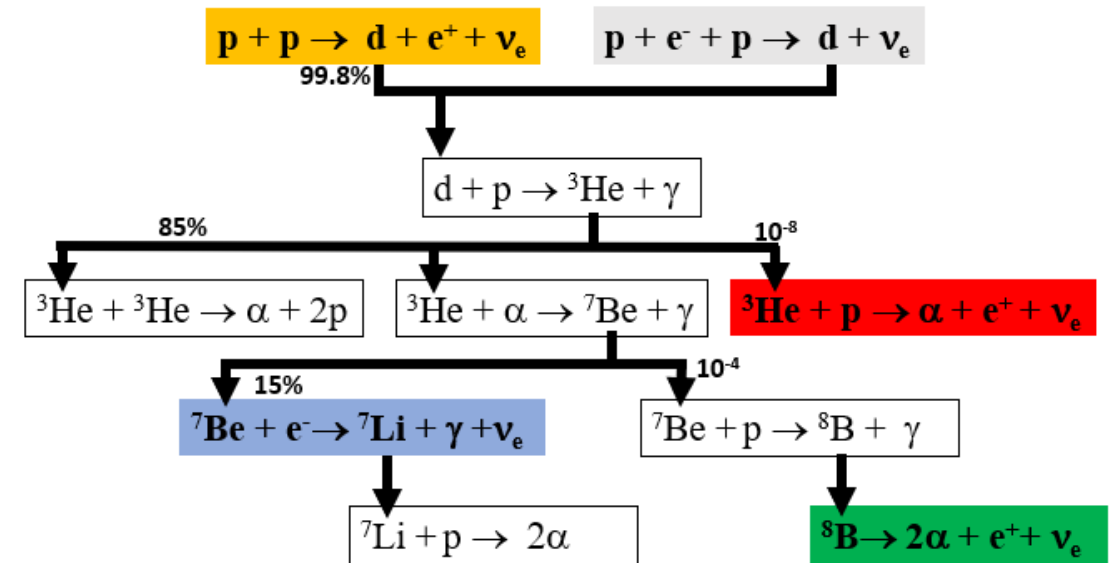 p + p → d + e⁺ + νₑ
p + e⁻ + p → d + νₑ
99.8%
d + p → ³He + γ
85%
10⁻⁸
³He + ³He → α + 2p
³He + α → ⁷Be + γ
³He + p → α + e⁺ + νₑ
15%
10⁻⁴
⁷Be + e⁻→ ⁷Li + γ +νₑ
⁷Be + p → ⁸B + γ
⁷Li + p → 2α
⁸B→ 2α + e⁺+ νₑ